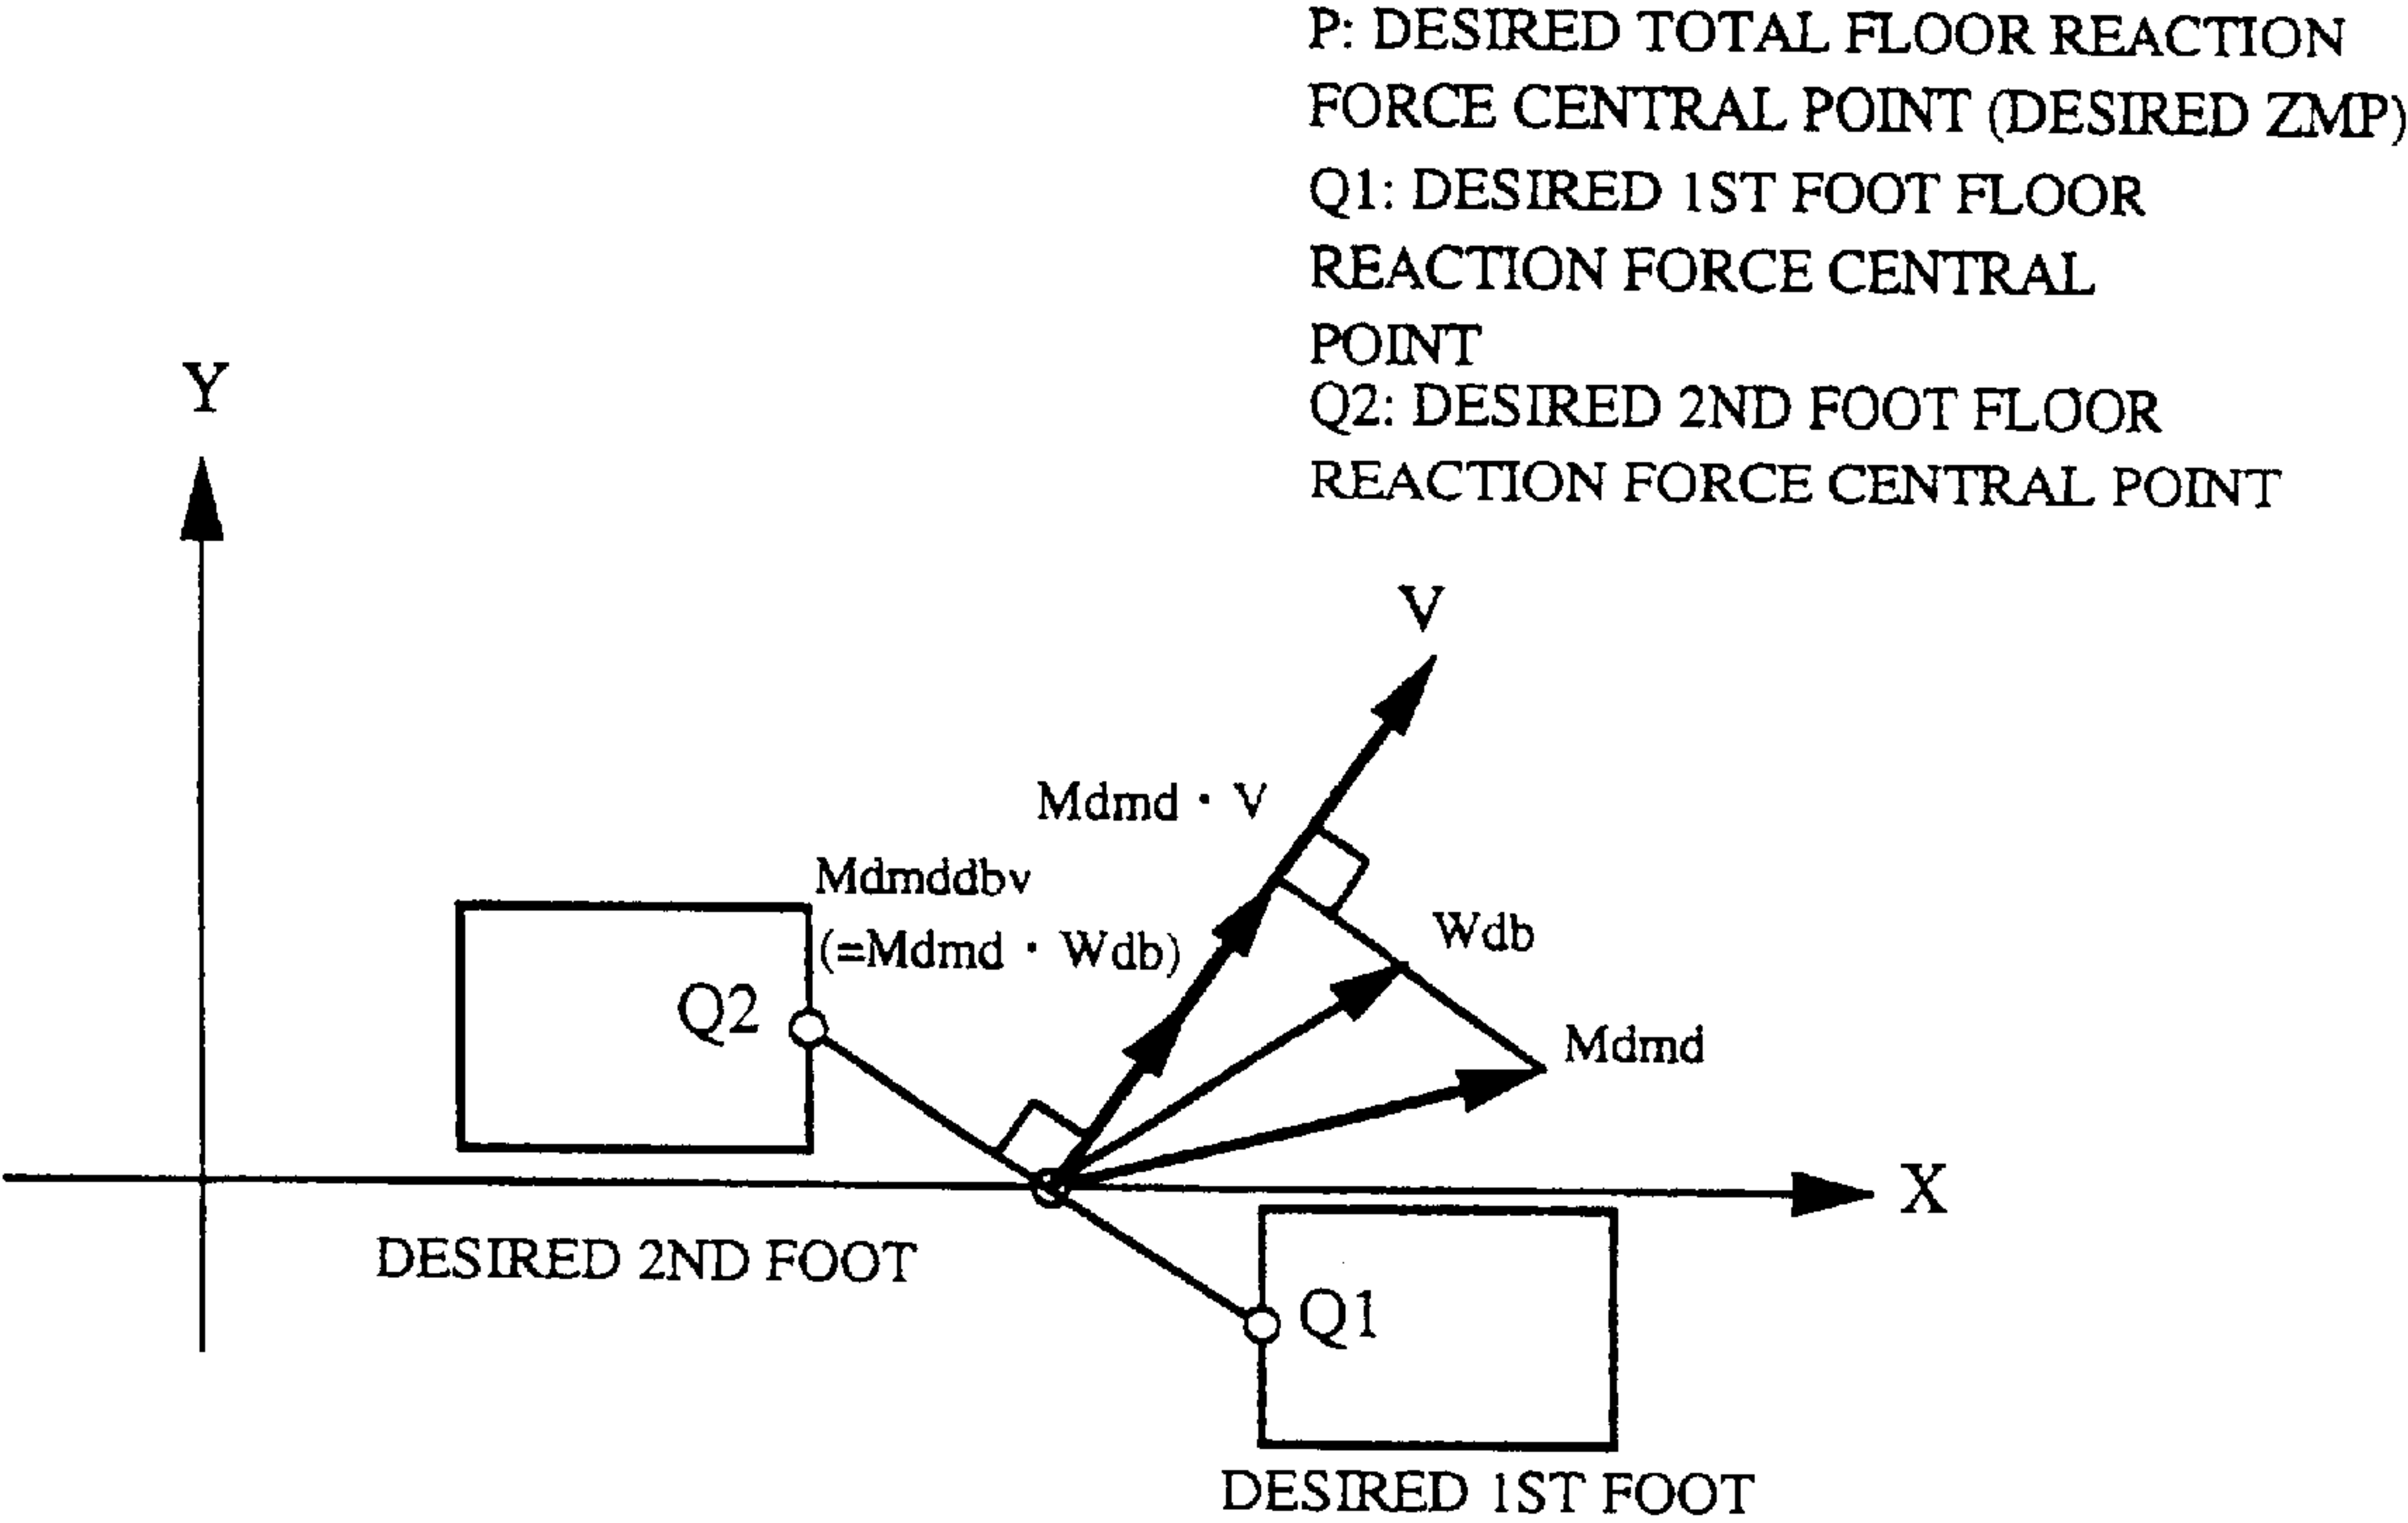 P: DESIRED TOTAL FLOOR REACTION
FORCE CENTRAL POINT (DESIRED ZMP)
Q1: DESIRED 1ST FOOT FLOOR
REACTION FORCE CENTRAL
POINT
Q2: DESIRED 2ND FOOT FLOOR
REACTION FORCE CENTRAL POINT
Y
V
Mdmd · V
Mdmddbv
(=Mdmd · Wdb)
Wdb
Q2
Mdmd
X
DESIRED 2ND FOOT
Q1
DESIRED 1ST FOOT